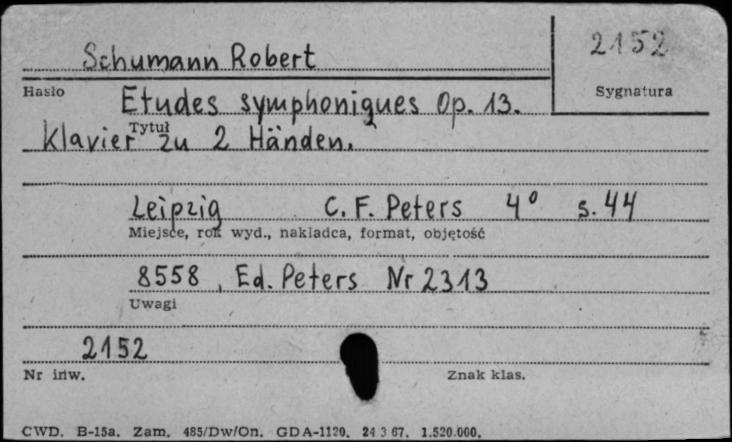 2152
Schumann Robert
Hasło
Sygnatura
Etudes symphoniques Op. 13.
Tytuł
Klavier zu 2 Händen.
Leipzig C. F. Peters 4° s. 44
Miejsce, rok wyd., nakładca, format, objętość
8558, Ed. Peters Nr 2313
Uwagi
2152
Nr inw.
Znak klas.
CWD. B-15a. Zam. 485/Dw/On. GDA-1120. 24 3 67. 1.520.000.